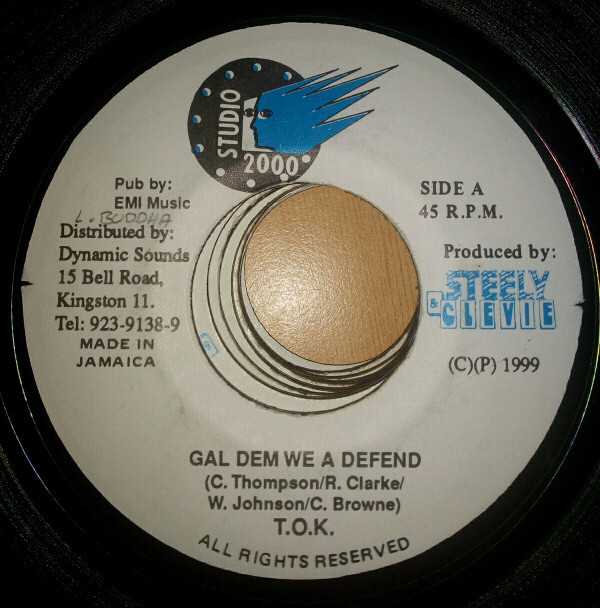 STUDIO
2000
Pub by:
EMI Music
L. BUDDHA
Distributed by:
Dynamic Sounds
15 Bell Road,
Kingston 11.
Tel: 923-9138-9
MADE IN
JAMAICA
SIDE A
45 R.P.M.
Produced by:
STEELY
& CLEVIE
(C)(P) 1999
GAL DEM WE A DEFEND
(C. Thompson/R. Clarke/
W. Johnson/C. Browne)
T.O.K.
ALL RIGHTS RESERVED